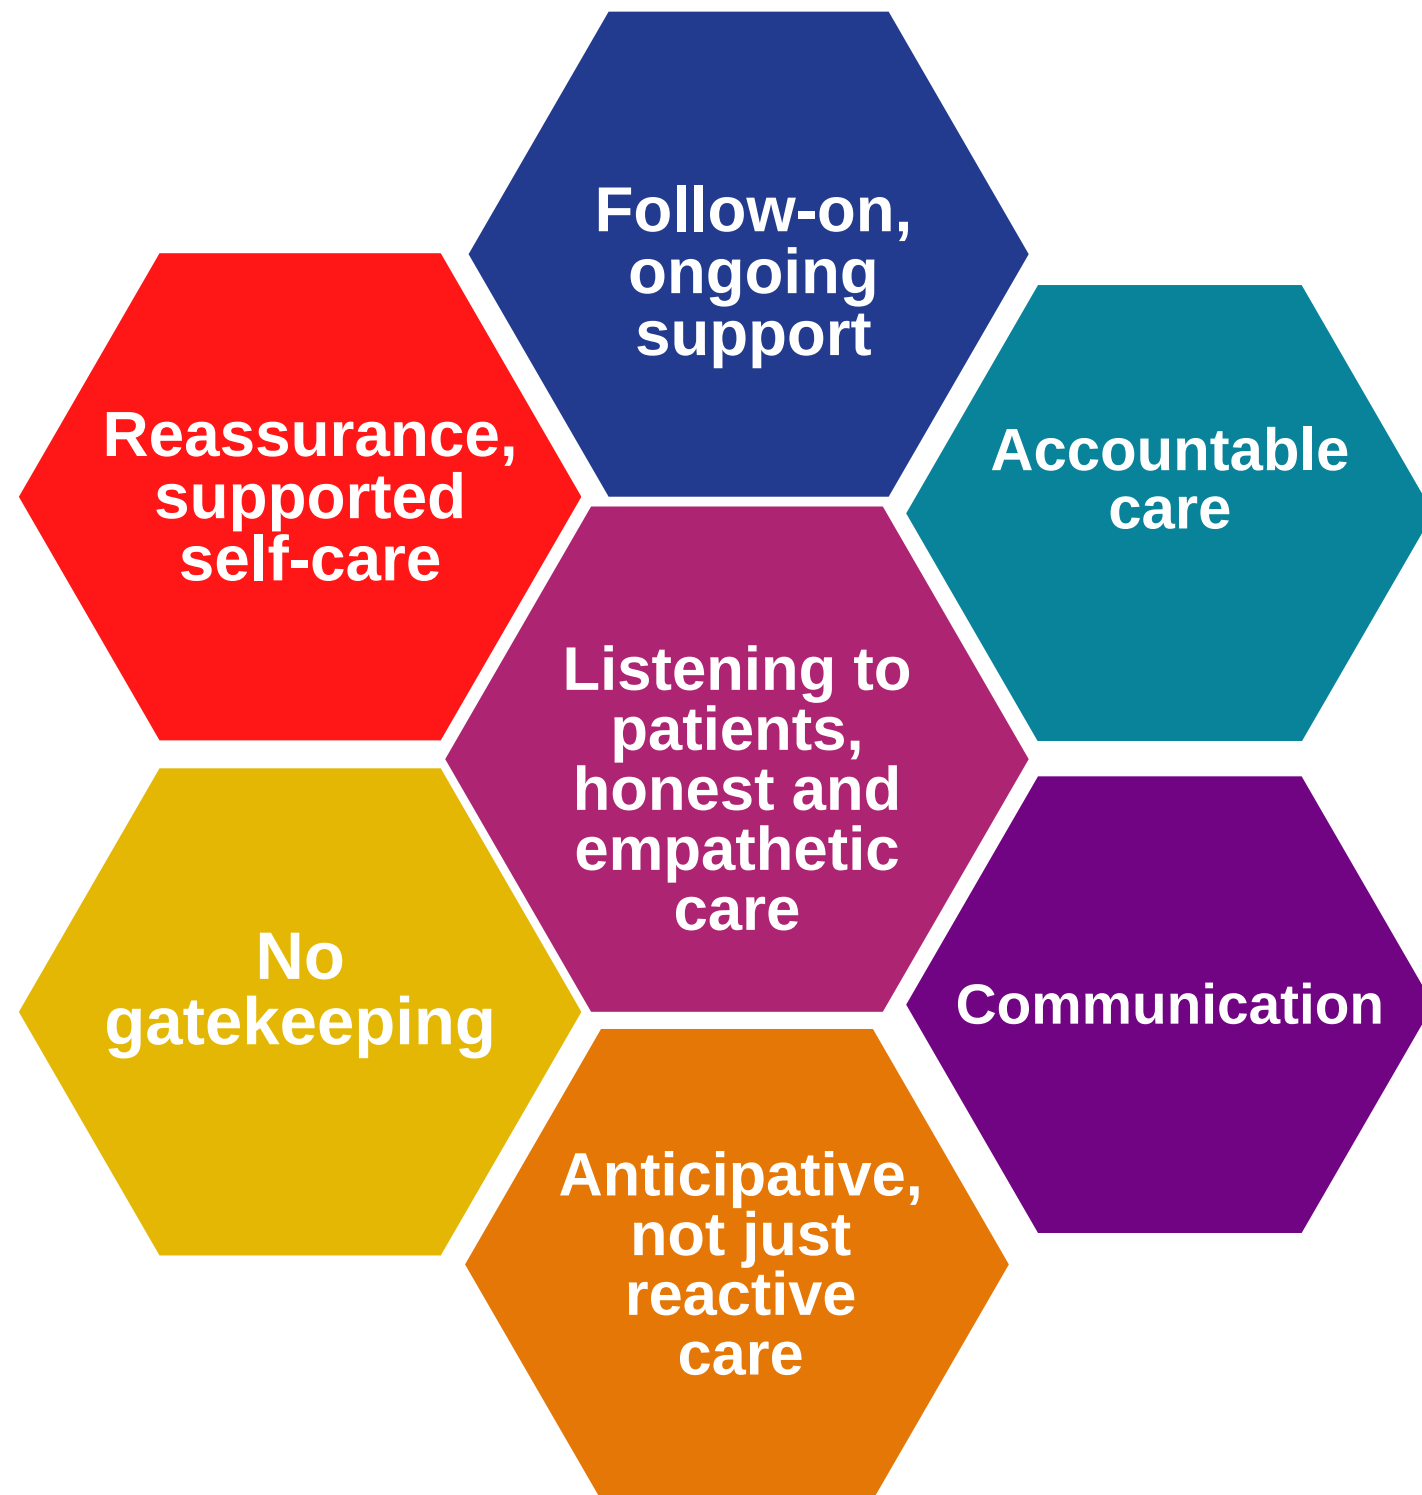 Follow-on,
ongoing
support
Reassurance,
supported
self-care
Accountable
care
Listening to
patients,
honest and
empathetic
care
No
gatekeeping
Communication
Anticipative,
not just
reactive
care